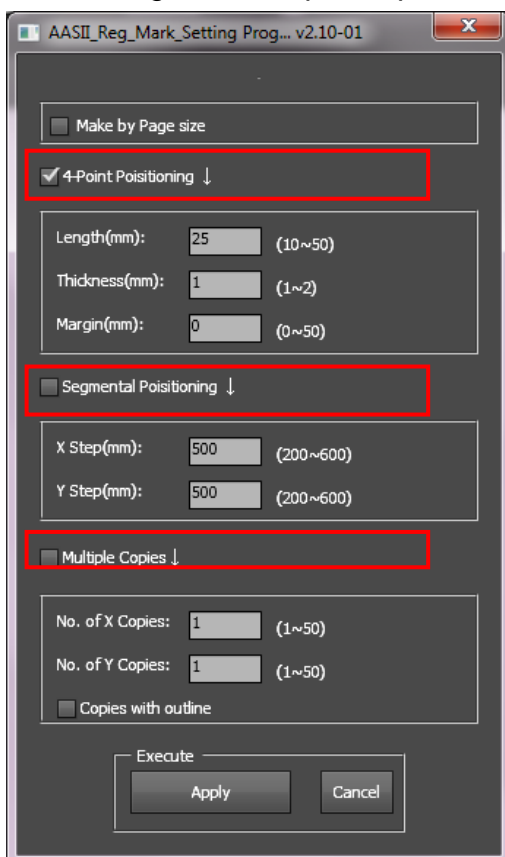 AASII_Reg_Mark_Setting Prog... v2.10-01
Make by Page size
4-Point Poisitioning ↓
Length(mm): 25 (10~50)
Thickness(mm): 1 (1~2)
Margin(mm): 0 (0~50)
Segmental Poisitioning ↓
X Step(mm): 500 (200~600)
Y Step(mm): 500 (200~600)
Multiple Copies ↓
No. of X Copies: 1 (1~50)
No. of Y Copies: 1 (1~50)
Copies with outline
Execute
Apply Cancel